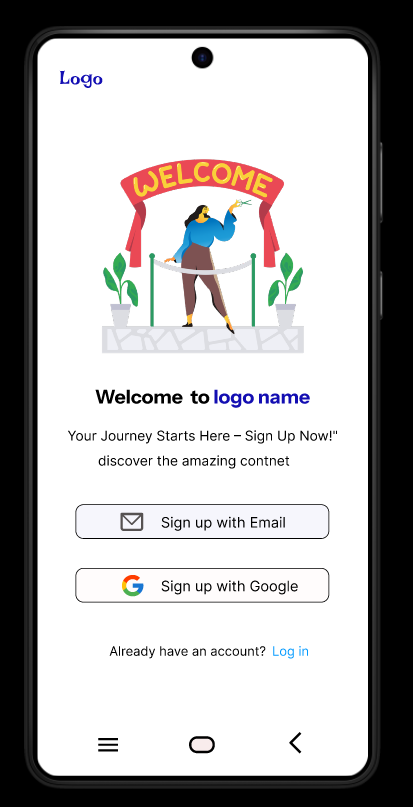 Logo
WELCOME
Welcome to logo name
Your Journey Starts Here – Sign Up Now!"
discover the amazing contnet
Sign up with Email
Sign up with Google
Already have an account? Log in